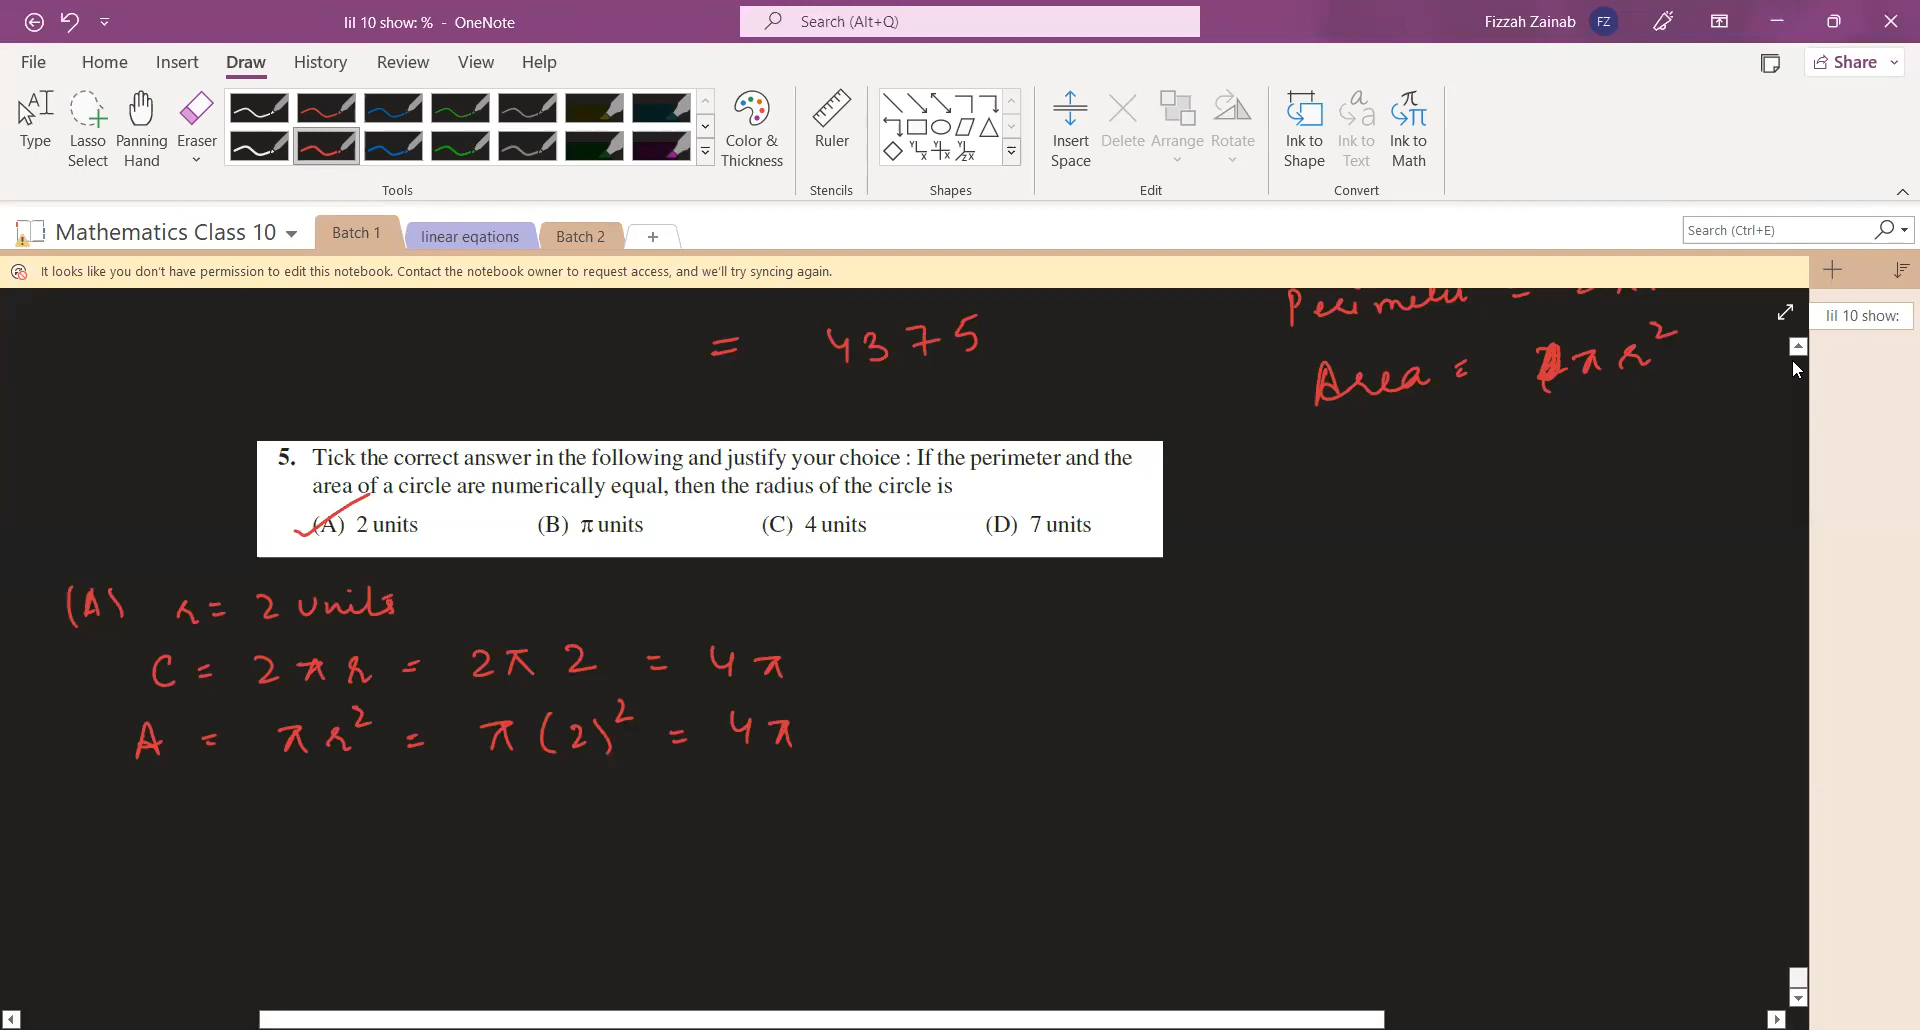 lil 10 show: % - OneNote
Search (Alt+Q)
Fizzah Zainab FZ
File Home Insert Draw History Review View Help
Share
Type
Lasso Select
Panning Hand
Eraser
Color & Thickness
Ruler
Insert Space
Delete
Arrange
Rotate
Ink to Shape
Ink to Text
Ink to Math
Tools
Stencils
Shapes
Edit
Convert
Mathematics Class 10
Batch 1
linear eqations
Batch 2
Search (Ctrl+E)
It looks like you don't have permission to edit this notebook. Contact the notebook owner to request access, and we'll try syncing again.
lil 10 show:
Perimeter =
= 4375
Area = πr²
5. Tick the correct answer in the following and justify your choice : If the perimeter and the
area of a circle are numerically equal, then the radius of the circle is
(A) 2 units (B) π units (C) 4 units (D) 7 units
(A) r = 2 units
C = 2πr = 2π2 = 4π
A = πr² = π(2)² = 4π